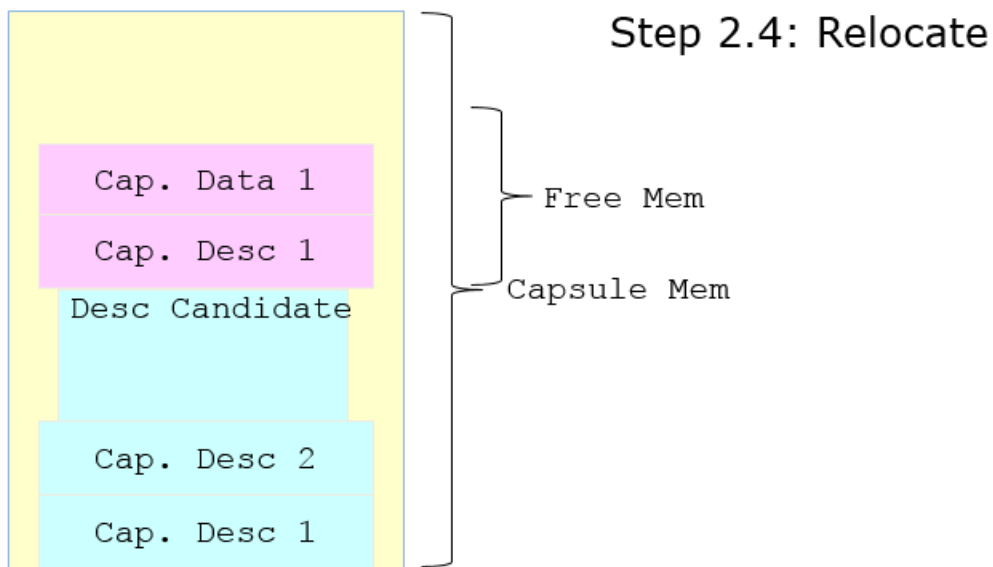 Step 2.4: Relocate
Cap. Data 1
Free Mem
Cap. Desc 1
Capsule Mem
Desc Candidate
Cap. Desc 2
Cap. Desc 1